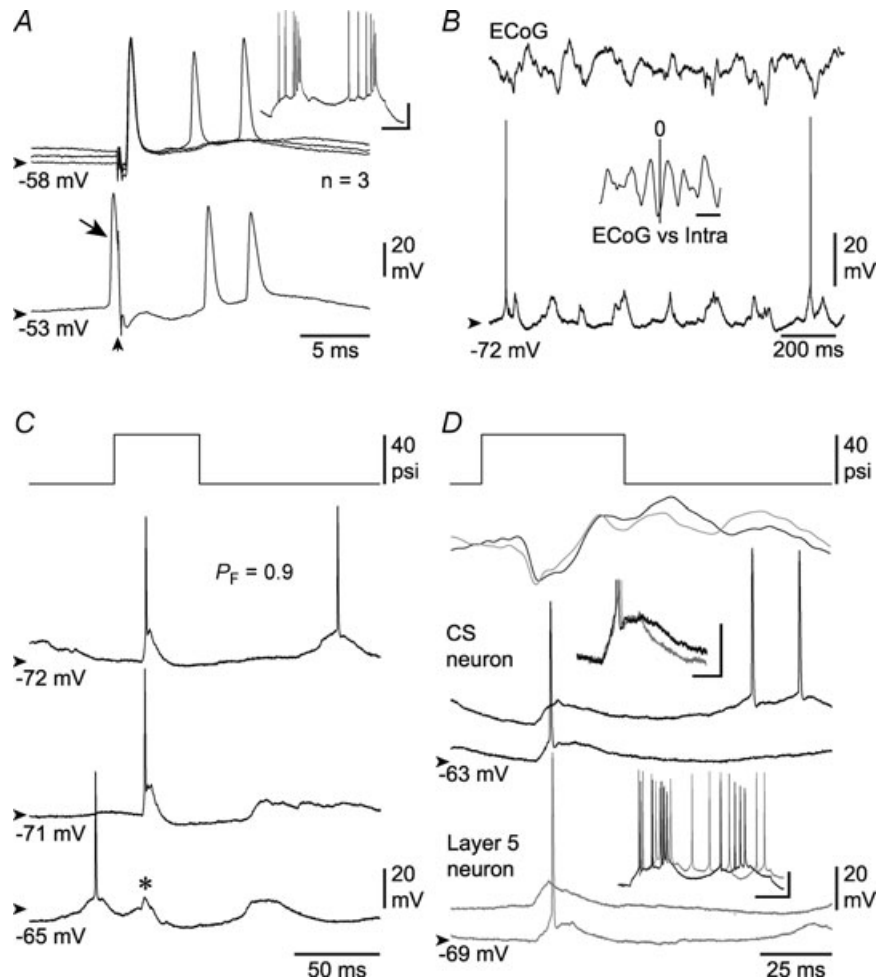 A
-58 mV
n = 3
20
mV
-53 mV
5 ms
B
ECoG
0
ECoG vs Intra
20
mV
-72 mV
200 ms
C
40
psi
P_F = 0.9
-72 mV
-71 mV
*
20
mV
-65 mV
50 ms
D
40
psi
CS
neuron
-63 mV
Layer 5
neuron
20
mV
-69 mV
25 ms